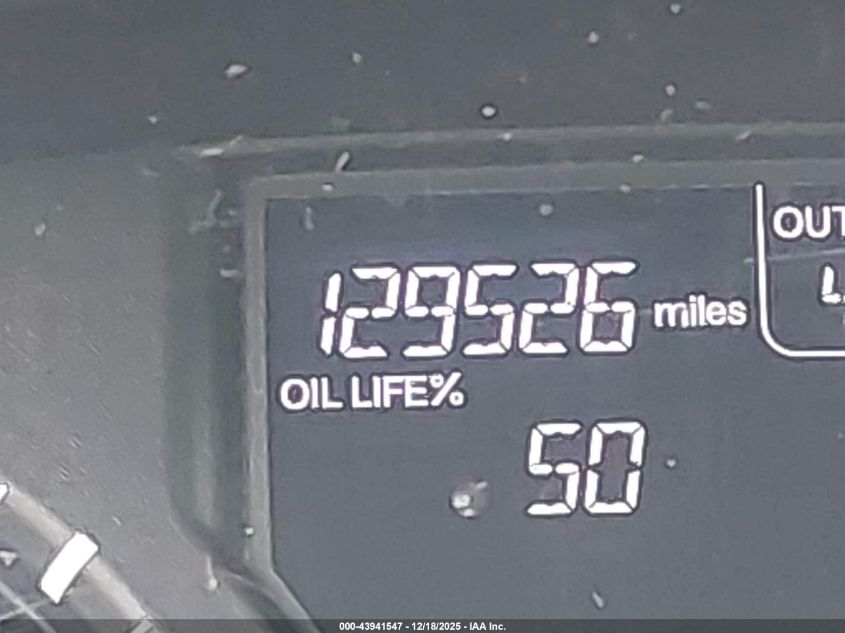 OUT
129526 miles
OIL LIFE%
50
000-43941547 - 12/18/2025 - IAA Inc.